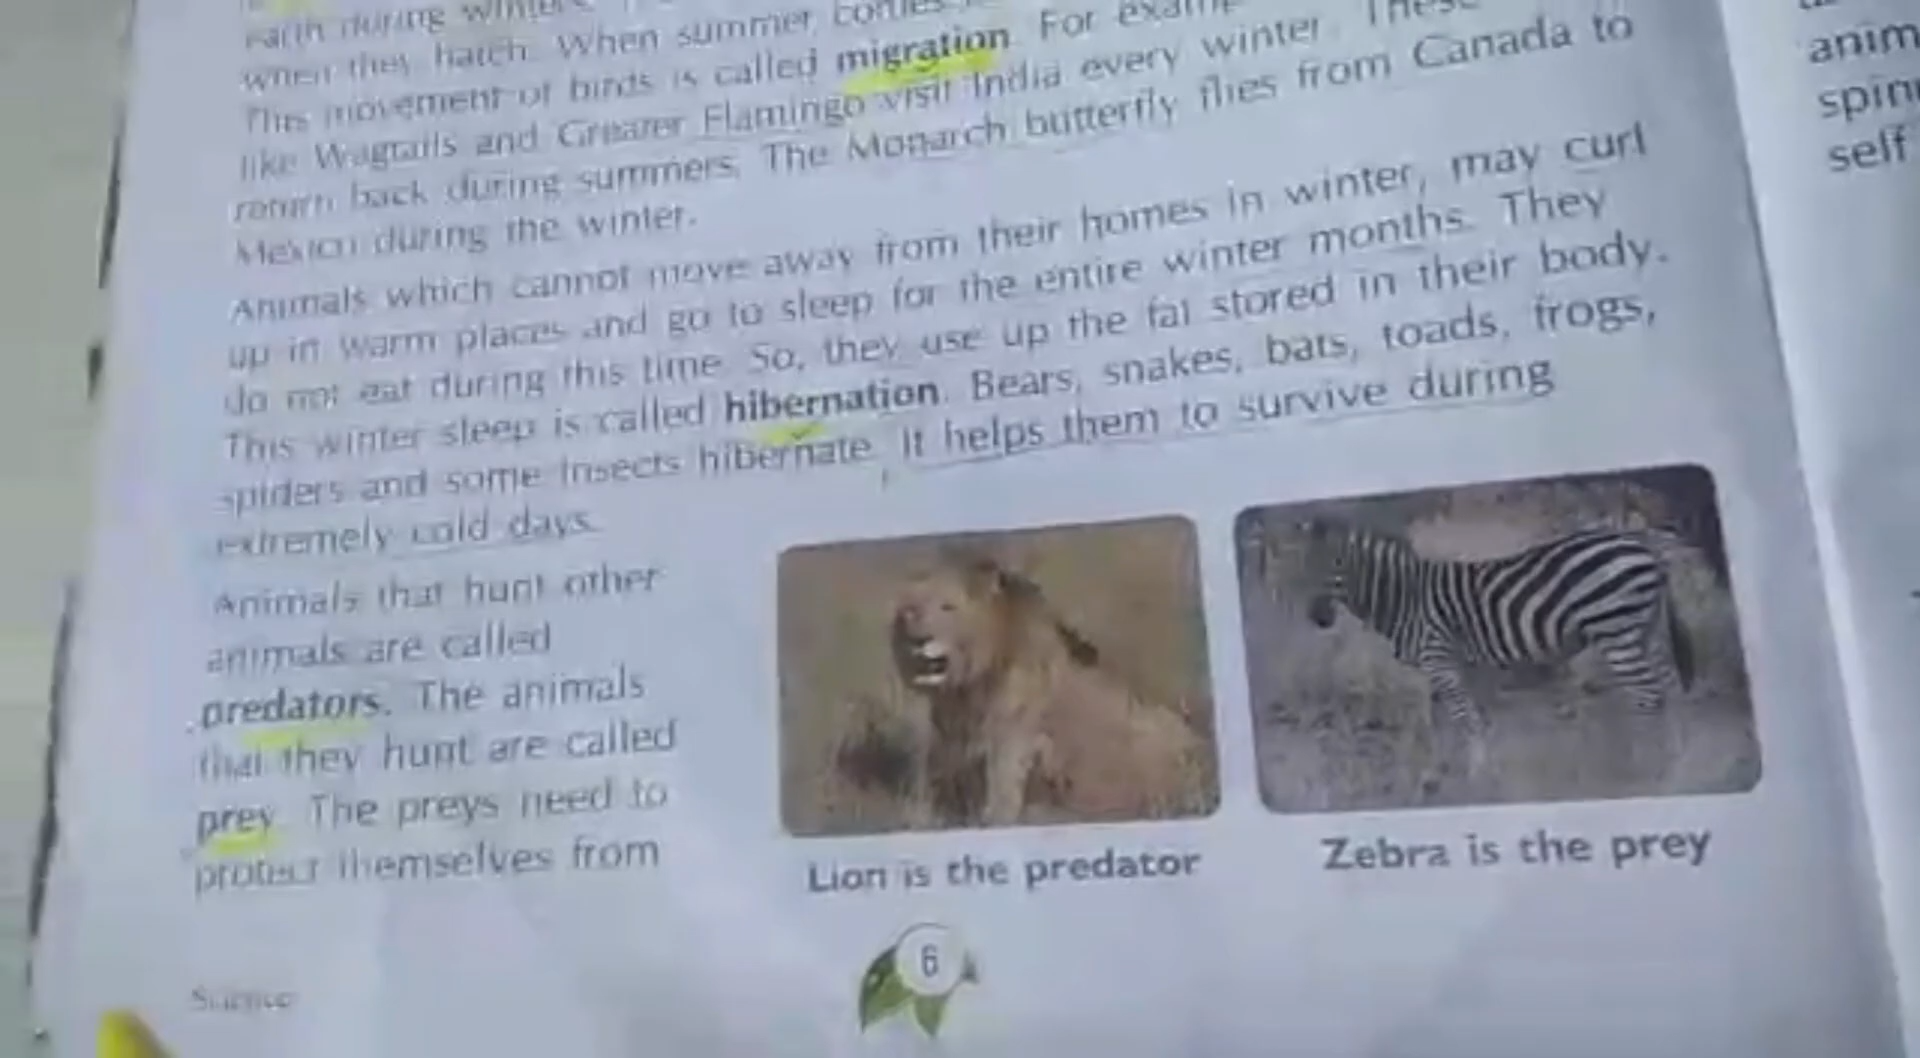 earth during winters
when they hatch. When summer comes
This movement of birds is called migration. For exam
like Wagtails and Greater Flamingo visit India every winter. These
return back during summers. The Monarch butterfly flies from Canada to
Mexico during the winter.
Animals which cannot move away from their homes in winter, may curl
up in warm places and go to sleep for the entire winter months. They
do not eat during this time. So, they use up the fat stored in their body.
This winter sleep is called hibernation. Bears, snakes, bats, toads, frogs,
spiders and some insects hibernate. It helps them to survive during
extremely cold days.
Animals that hunt other
animals are called
predators. The animals
that they hunt are called
prey. The preys need to
protect themselves from
Lion is the predator
Zebra is the prey
6
Science
anim
spin
self